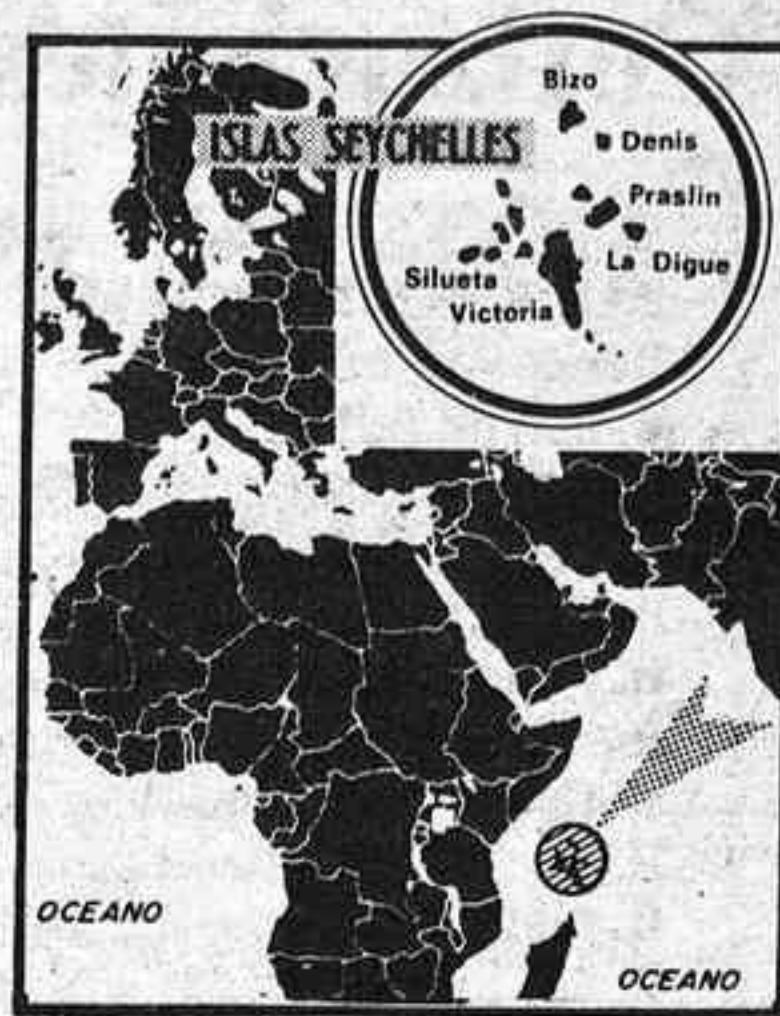 ISLAS SEYCHELLES
Bizo
Denis
Praslin
La Digue
Silueta
Victoria
OCEANO
OCEANO